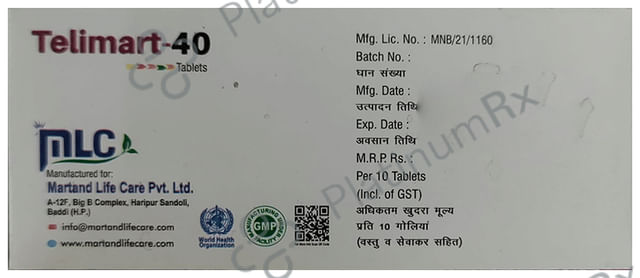 Telimart-40
Tablets
MLC
Manufactured for:
Martand Life Care Pvt. Ltd.
A-12F, Big B Complex, Haripur Sandoli,
Baddi (H.P.)
info@martandlifecare.com
www.martandlifecare.com
World Health
Organization
GMP
Mfg. Lic. No. : MNB/21/1160
Batch No. :
घान संख्या
Mfg. Date :
उत्पादन तिथि
Exp. Date :
अवसान तिथि
M.R.P Rs. :
Per 10 Tablets
(Incl. of GST)
अधिकतम खुदरा मूल्य
प्रति 10 गोलियां
(वस्तु व सेवाकर सहित)
PlatinumRx